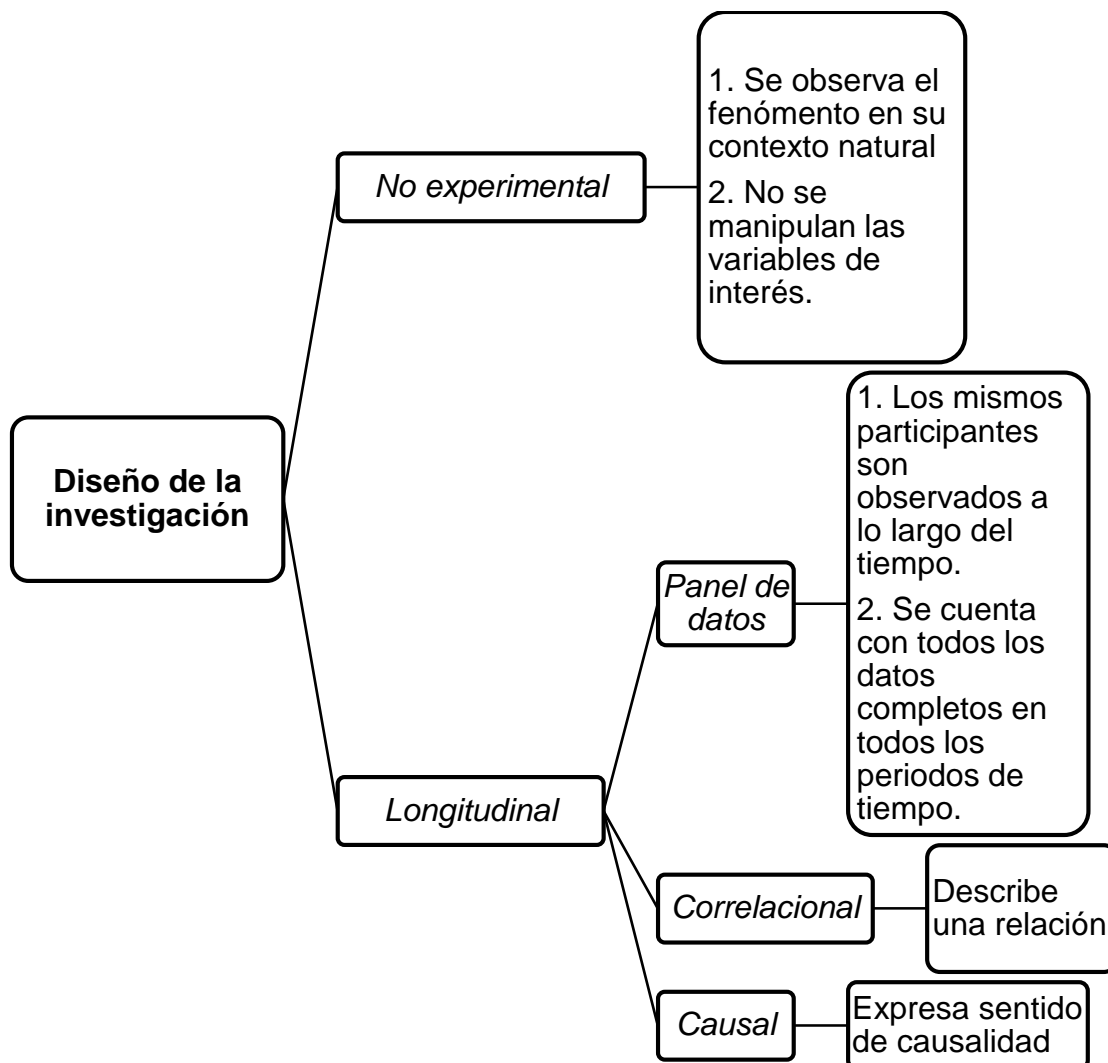 Diseño de la
investigación
No experimental
1. Se observa el
fenómento en su
contexto natural
2. No se
manipulan las
variables de
interés.
Longitudinal
Panel de
datos
1. Los mismos
participantes
son
observados a
lo largo del
tiempo.
2. Se cuenta
con todos los
datos
completos en
todos los
periodos de
tiempo.
Correlacional
Describe
una relación
Causal
Expresa sentido
de causalidad